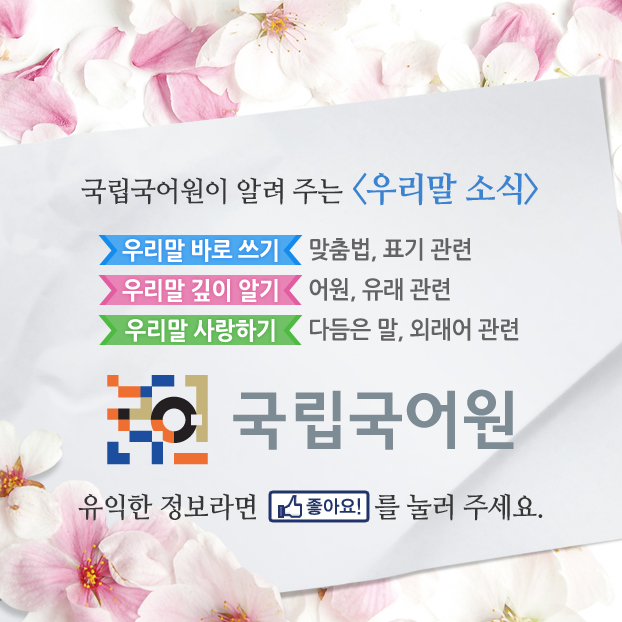 국립국어원이 알려 주는 〈우리말 소식〉
우리말 바로 쓰기 맞춤법, 표기 관련
우리말 깊이 알기 어원, 유래 관련
우리말 사랑하기 다듬은 말, 외래어 관련
국립국어원
유익한 정보라면 좋아요! 를 눌러 주세요.